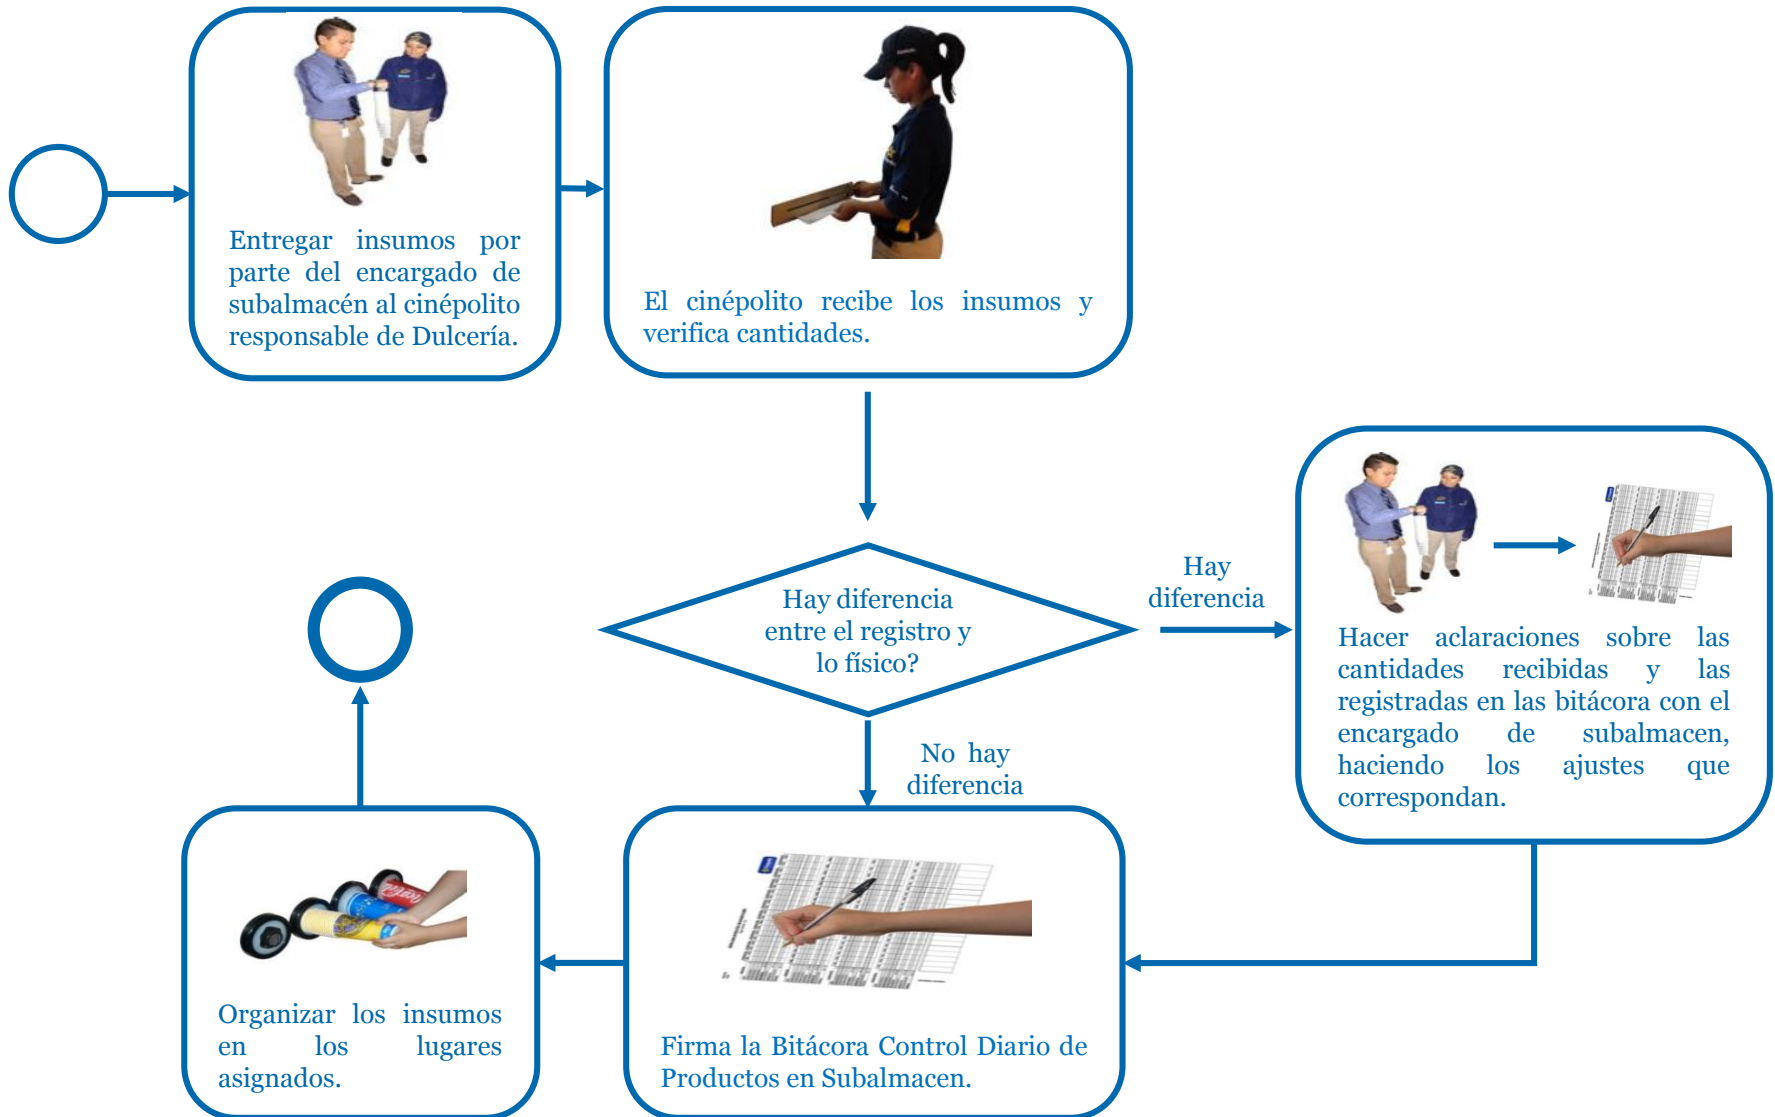 Entregar insumos por
parte del encargado de
subalmacén al cinépolito
responsable de Dulcería.
El cinépolito recibe los insumos y
verifica cantidades.
Hay diferencia
entre el registro y
lo físico?
Hay
diferencia
Hacer aclaraciones sobre las
cantidades recibidas y las
registradas en las bitácora con el
encargado de subalmacen,
haciendo los ajustes que
correspondan.
No hay
diferencia
Firma la Bitácora Control Diario de
Productos en Subalmacen.
Organizar los insumos
en los lugares
asignados.